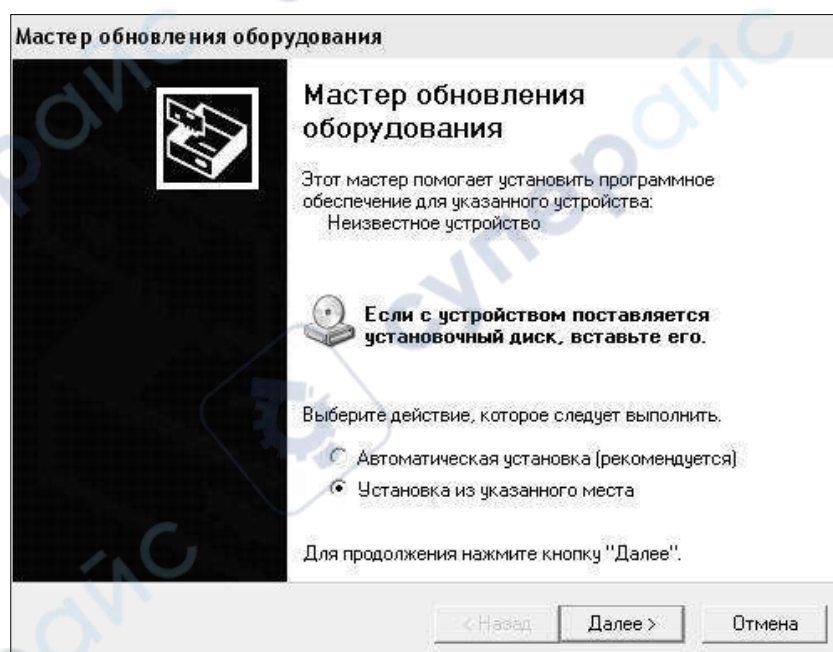 Мастер обновления оборудования
Мастер обновления
оборудования
Этот мастер помогает установить программное
обеспечение для указанного устройства:
Неизвестное устройство
Если с устройством поставляется
установочный диск, вставьте его.
Выберите действие, которое следует выполнить.
Автоматическая установка (рекомендуется)
Установка из указанного места
Для продолжения нажмите кнопку "Далее".
< Назад
Далее >
Отмена
суперайс